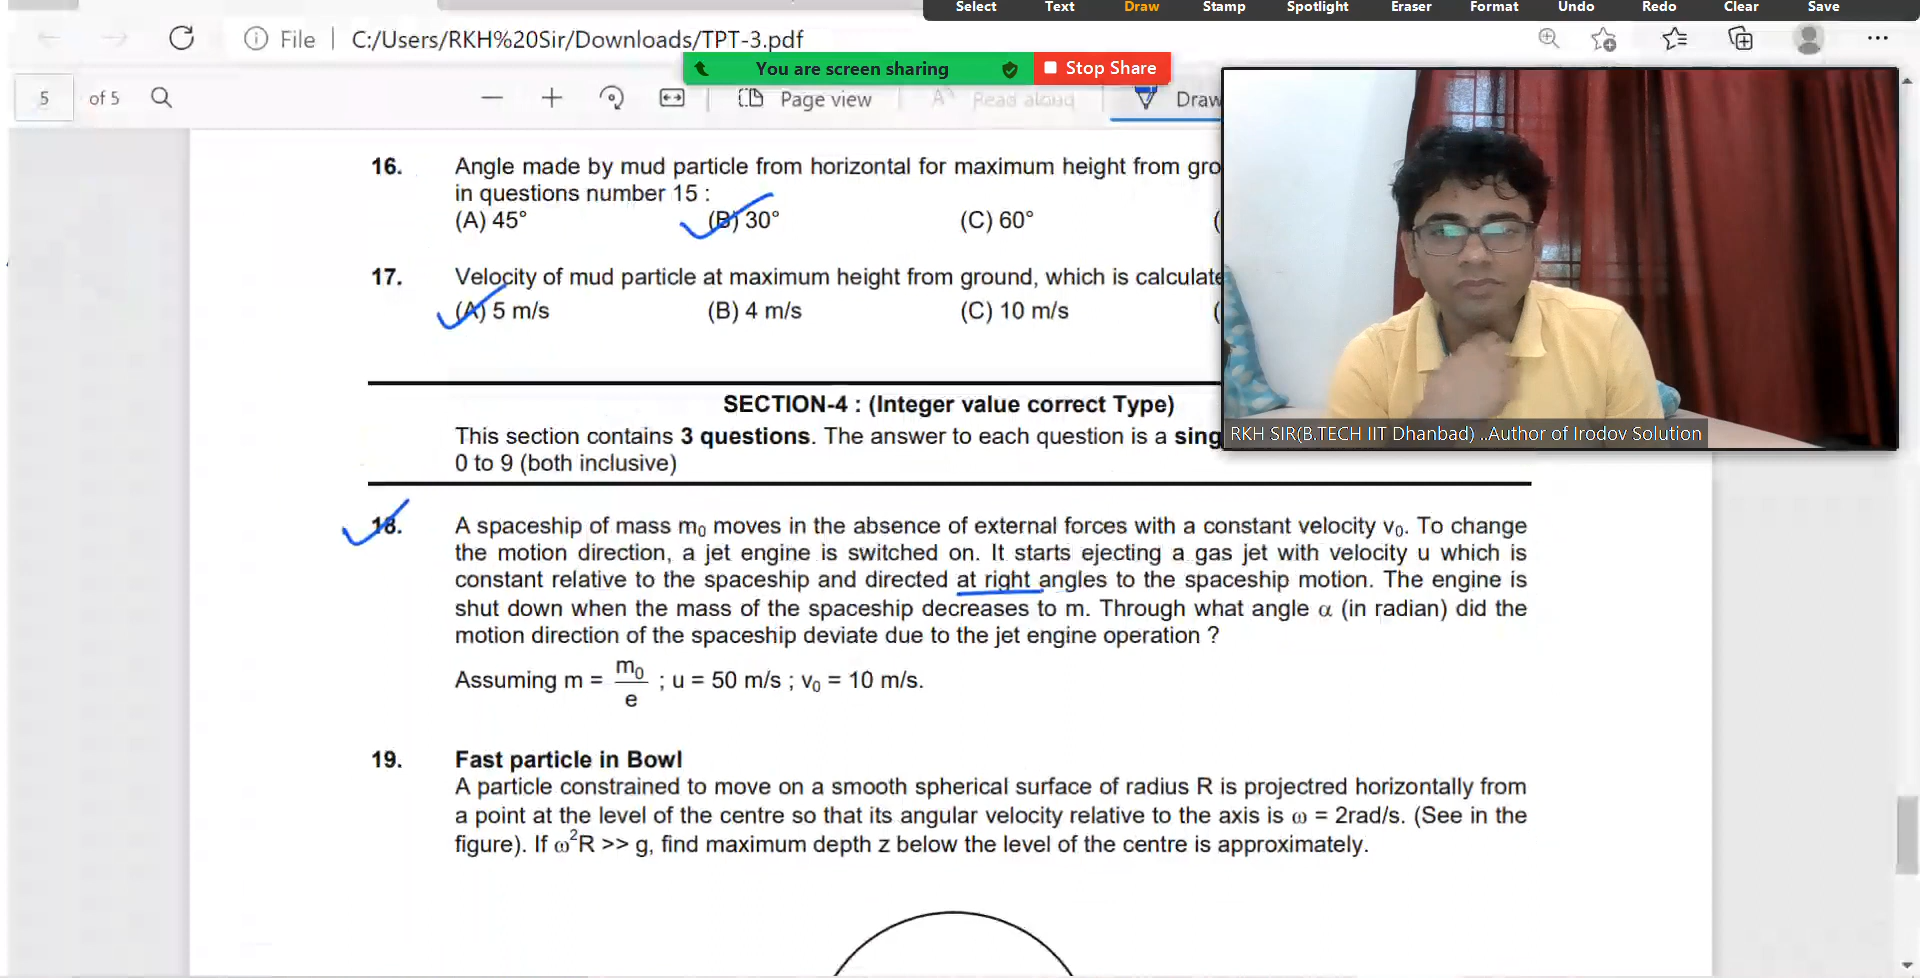 Select Text Draw Stamp Spotlight Eraser Format Undo Redo Clear Save
File C:/Users/RKH%20Sir/Downloads/TPT-3.pdf
You are screen sharing Stop Share
5 of 5 Page view Read aloud Draw
16. Angle made by mud particle from horizontal for maximum height from gro
in questions number 15 :
(A) 45° (B) 30° (C) 60° (
17. Velocity of mud particle at maximum height from ground, which is calculate
(A) 5 m/s (B) 4 m/s (C) 10 m/s (
RKH SIR(B.TECH IIT Dhanbad) ..Author of Irodov Solution
SECTION-4 : (Integer value correct Type)
This section contains 3 questions. The answer to each question is a sing
0 to 9 (both inclusive)
18. A spaceship of mass m₀ moves in the absence of external forces with a constant velocity v₀. To change
the motion direction, a jet engine is switched on. It starts ejecting a gas jet with velocity u which is
constant relative to the spaceship and directed at right angles to the spaceship motion. The engine is
shut down when the mass of the spaceship decreases to m. Through what angle α (in radian) did the
motion direction of the spaceship deviate due to the jet engine operation ?
Assuming m = m₀/e ; u = 50 m/s ; v₀ = 10 m/s.
19. Fast particle in Bowl
A particle constrained to move on a smooth spherical surface of radius R is projectred horizontally from
a point at the level of the centre so that its angular velocity relative to the axis is ω = 2rad/s. (See in the
figure). If ω²R >> g, find maximum depth z below the level of the centre is approximately.